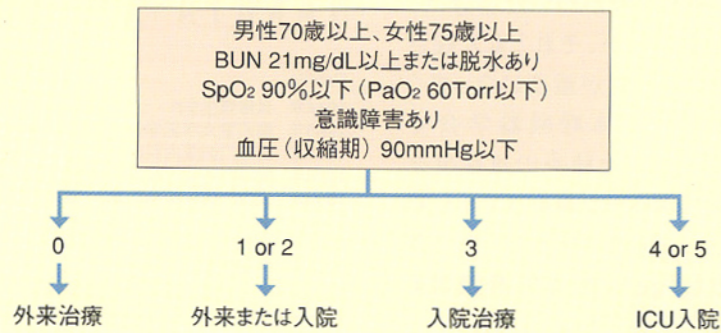 男性70歳以上、女性75歳以上
BUN 21mg/dL以上または脱水あり
SpO2 90%以下(PaO2 60Torr以下)
意識障害あり
血圧(収縮期)90mmHg以下
0 1 or 2 3 4 or 5
外来治療 外来または入院 入院治療 ICU入院